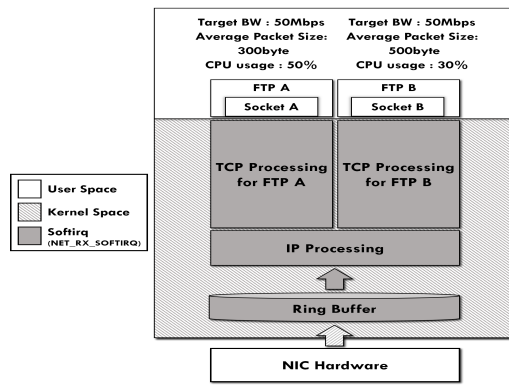 Target BW : 50Mbps
Average Packet Size:
300byte
CPU usage : 50%
Target BW : 50Mbps
Average Packet Size:
500byte
CPU usage : 30%
FTP A
Socket A
FTP B
Socket B
TCP Processing
for FTP A
TCP Processing
for FTP B
User Space
Kernel Space
Softirq
(NET_RX_SOFTIRQ)
IP Processing
Ring Buffer
NIC Hardware